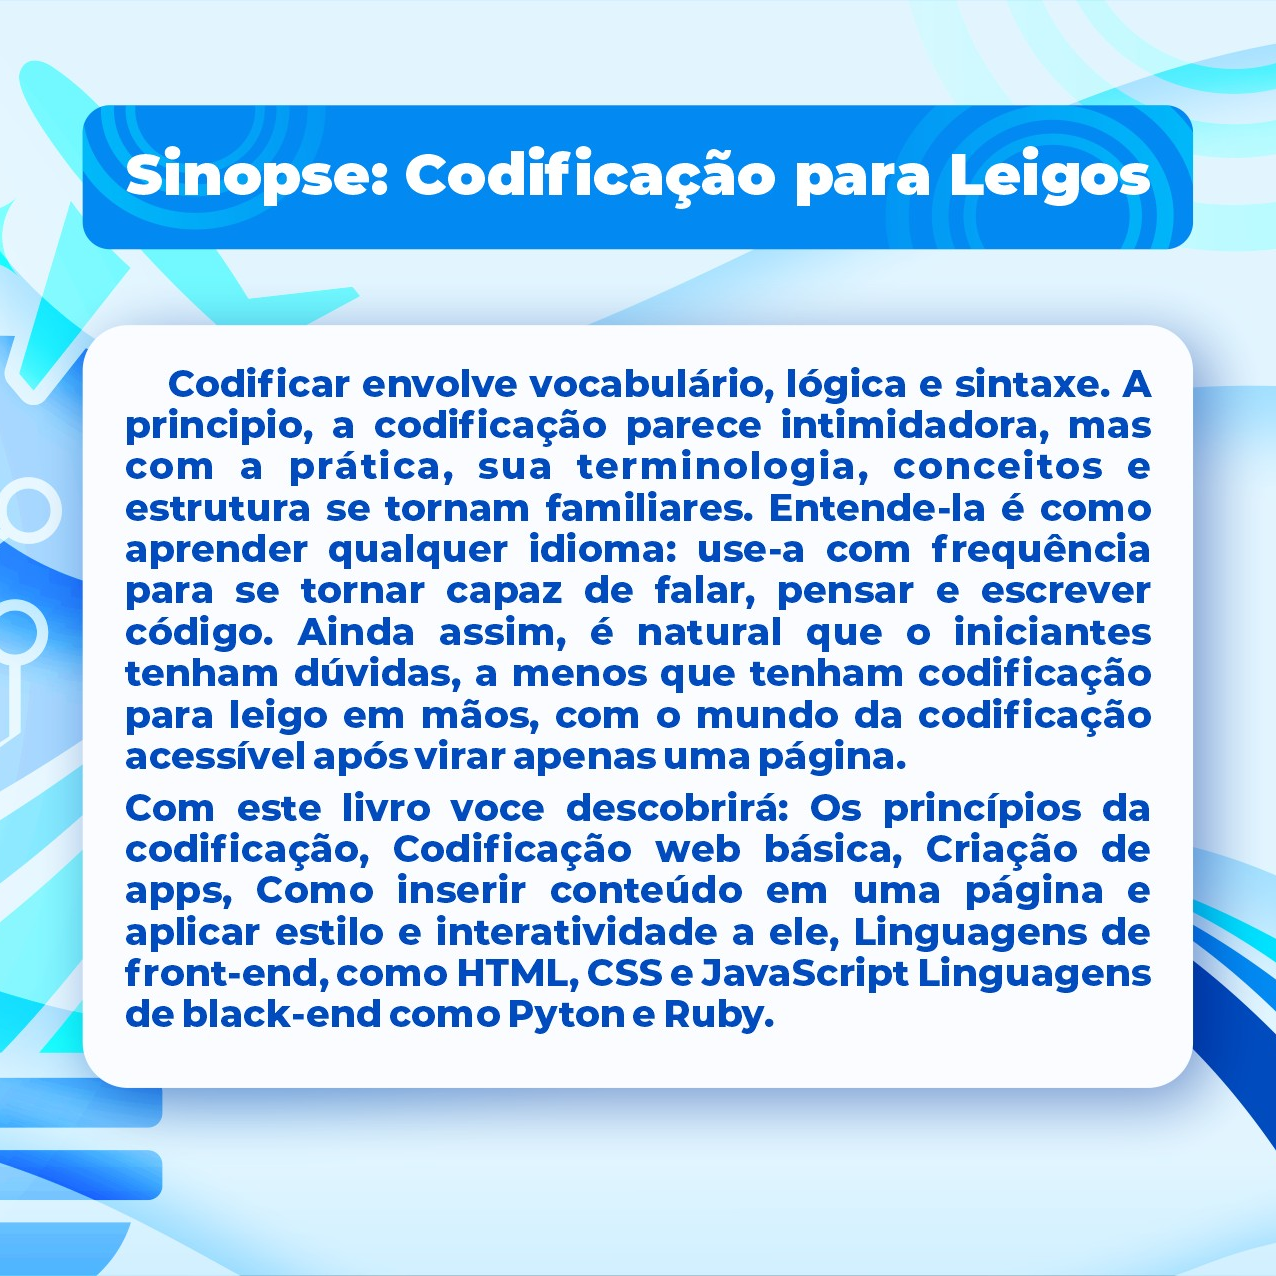 Sinopse: Codificação para Leigos
Codificar envolve vocabulário, lógica e sintaxe. A
principio, a codificação parece intimidadora, mas
com a prática, sua terminologia, conceitos e
estrutura se tornam familiares. Entende-la é como
aprender qualquer idioma: use-a com frequência
para se tornar capaz de falar, pensar e escrever
código. Ainda assim, é natural que o iniciantes
tenham dúvidas, a menos que tenham codificação
para leigo em mãos, com o mundo da codificação
acessível após virar apenas uma página.
Com este livro voce descobrirá: Os princípios da
codificação, Codificação web básica, Criação de
apps, Como inserir conteúdo em uma página e
aplicar estilo e interatividade a ele, Linguagens de
front-end, como HTML, CSS e JavaScript Linguagens
de black-end como Pyton e Ruby.